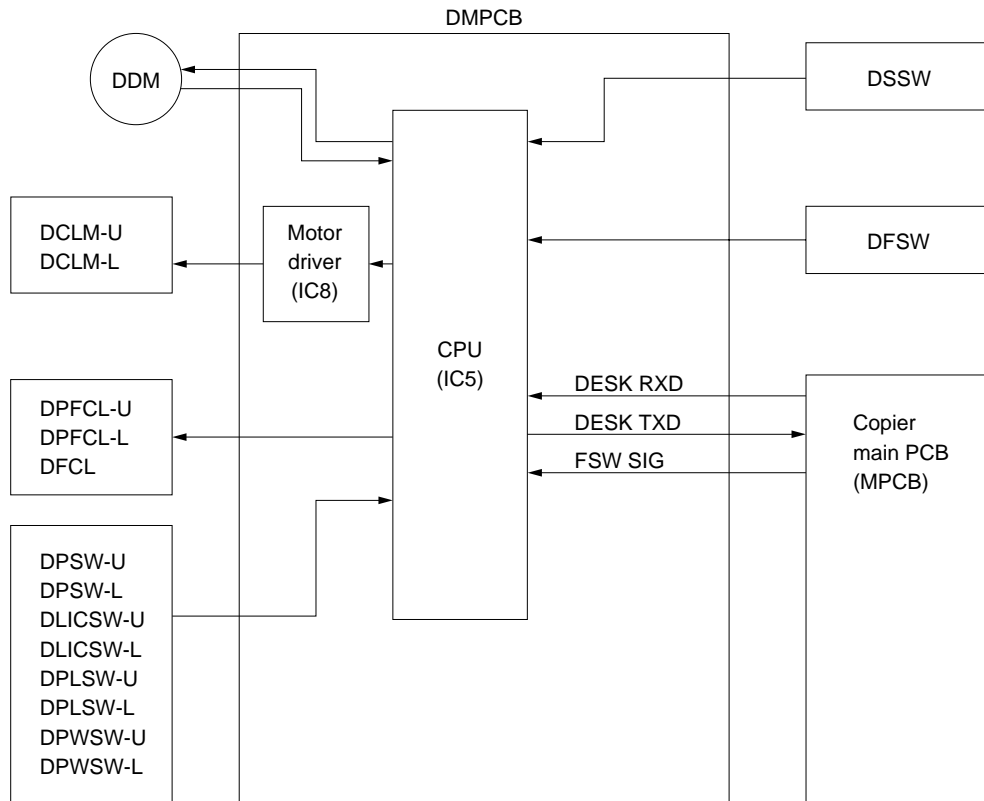 DMPCB
DDM
DSSW
DCLM-U
DCLM-L
Motor
driver
(IC8)
DFSW
CPU
(IC5)
DESK RXD
DESK TXD
FSW SIG
DPFCL-U
DPFCL-L
DFCL
Copier
main PCB
(MPCB)
DPSW-U
DPSW-L
DLICSW-U
DLICSW-L
DPLSW-U
DPLSW-L
DPWSW-U
DPWSW-L